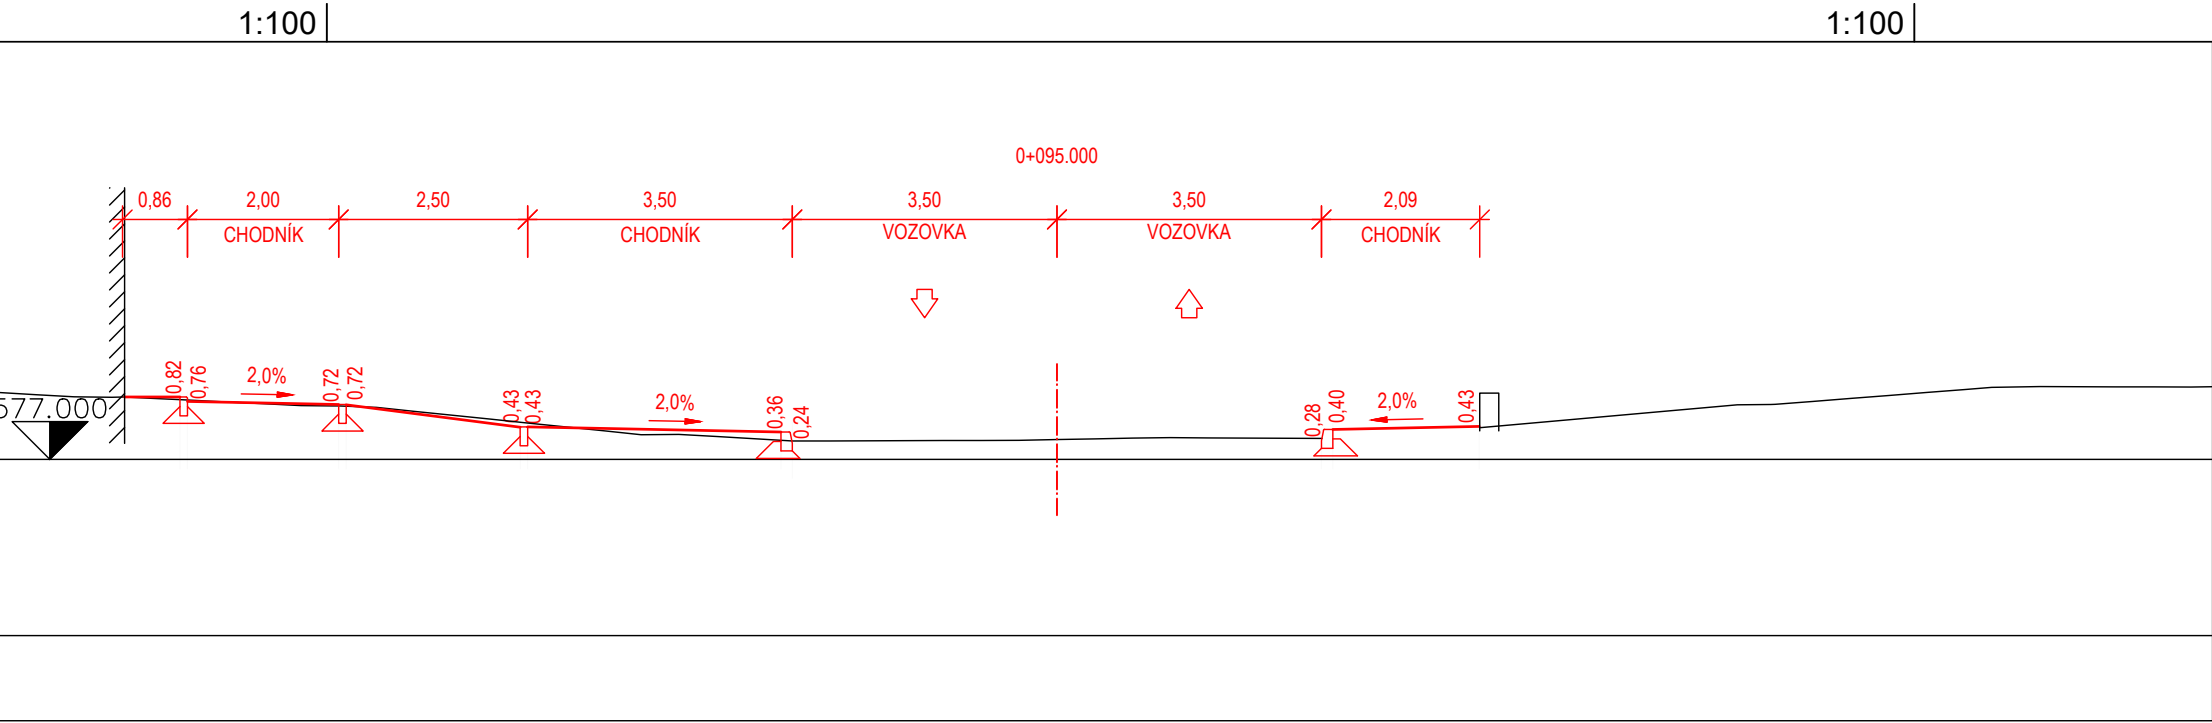 1:100 1:100
0+095.000
0,86 2,00 2,50 3,50 3,50 3,50 2,09
CHODNÍK CHODNÍK VOZOVKA VOZOVKA CHODNÍK
0,82 0,76 2,0% 0,72 0,72 0,43 0,43 2,0% 0,36 0,24 0,28 0,40 2,0% 0,43
577.000